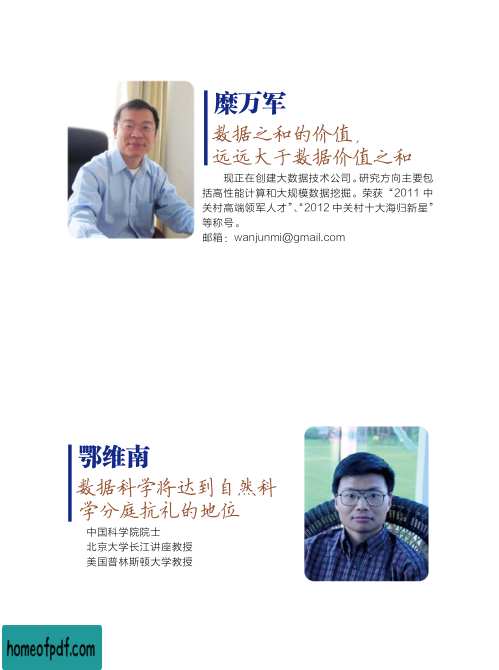 糜万军
数据之和的价值,
远远大于数据价值之和
现正在创建大数据技术公司。研究方向主要包
括高性能计算和大规模数据挖掘。荣获 “2011 中
关村高端领军人才”、“2012 中关村十大海归新星”
等称号。
邮箱：wanjunmi@gmail.com
鄂维南
数据科学将达到自然科
学分庭抗礼的地位
中国科学院院士
北京大学长江讲座教授
美国普林斯顿大学教授
homeofpdf.com